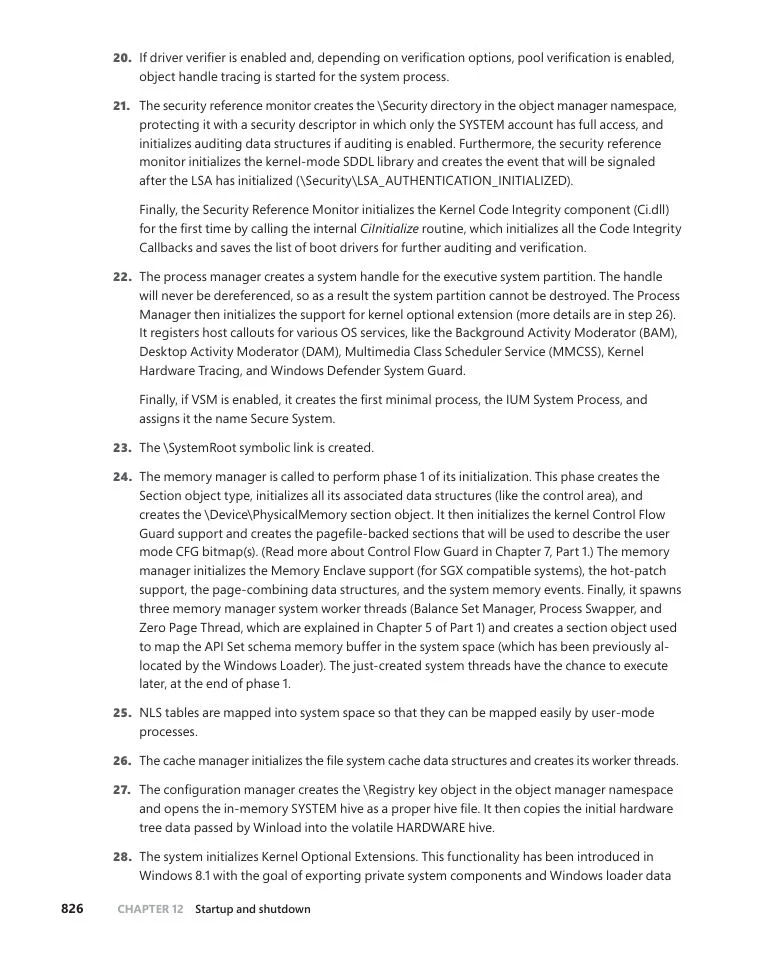 20. If driver verifier is enabled and, depending on verification options, pool verification is enabled,
object handle tracing is started for the system process.
21. The security reference monitor creates the \Security directory in the object manager namespace,
protecting it with a security descriptor in which only the SYSTEM account has full access, and
initializes auditing data structures if auditing is enabled. Furthermore, the security reference
monitor initializes the kernel-mode SDDL library and creates the event that will be signaled
after the LSA has initialized (\Security\LSA_AUTHENTICATION_INITIALIZED).
Finally, the Security Reference Monitor initializes the Kernel Code Integrity component (Ci.dll)
for the first time by calling the internal CiInitialize routine, which initializes all the Code Integrity
Callbacks and saves the list of boot drivers for further auditing and verification.
22. The process manager creates a system handle for the executive system partition. The handle
will never be dereferenced, so as a result the system partition cannot be destroyed. The Process
Manager then initializes the support for kernel optional extension (more details are in step 26).
It registers host callouts for various OS services, like the Background Activity Moderator (BAM),
Desktop Activity Moderator (DAM), Multimedia Class Scheduler Service (MMCSS), Kernel
Hardware Tracing, and Windows Defender System Guard.
Finally, if VSM is enabled, it creates the first minimal process, the IUM System Process, and
assigns it the name Secure System.
23. The \SystemRoot symbolic link is created.
24. The memory manager is called to perform phase 1 of its initialization. This phase creates the
Section object type, initializes all its associated data structures (like the control area), and
creates the \Device\PhysicalMemory section object. It then initializes the kernel Control Flow
Guard support and creates the pagefile-backed sections that will be used to describe the user
mode CFG bitmap(s). (Read more about Control Flow Guard in Chapter 7, Part 1.) The memory
manager initializes the Memory Enclave support (for SGX compatible systems), the hot-patch
support, the page-combining data structures, and the system memory events. Finally, it spawns
three memory manager system worker threads (Balance Set Manager, Process Swapper, and
Zero Page Thread, which are explained in Chapter 5 of Part 1) and creates a section object used
to map the API Set schema memory buffer in the system space (which has been previously al-
located by the Windows Loader). The just-created system threads have the chance to execute
later, at the end of phase 1.
25. NLS tables are mapped into system space so that they can be mapped easily by user-mode
processes.
26. The cache manager initializes the file system cache data structures and creates its worker threads.
27. The configuration manager creates the \Registry key object in the object manager namespace
and opens the in-memory SYSTEM hive as a proper hive file. It then copies the initial hardware
tree data passed by Winload into the volatile HARDWARE hive.
28. The system initializes Kernel Optional Extensions. This functionality has been introduced in
Windows 8.1 with the goal of exporting private system components and Windows loader data
826 CHAPTER 12 Startup and shutdown